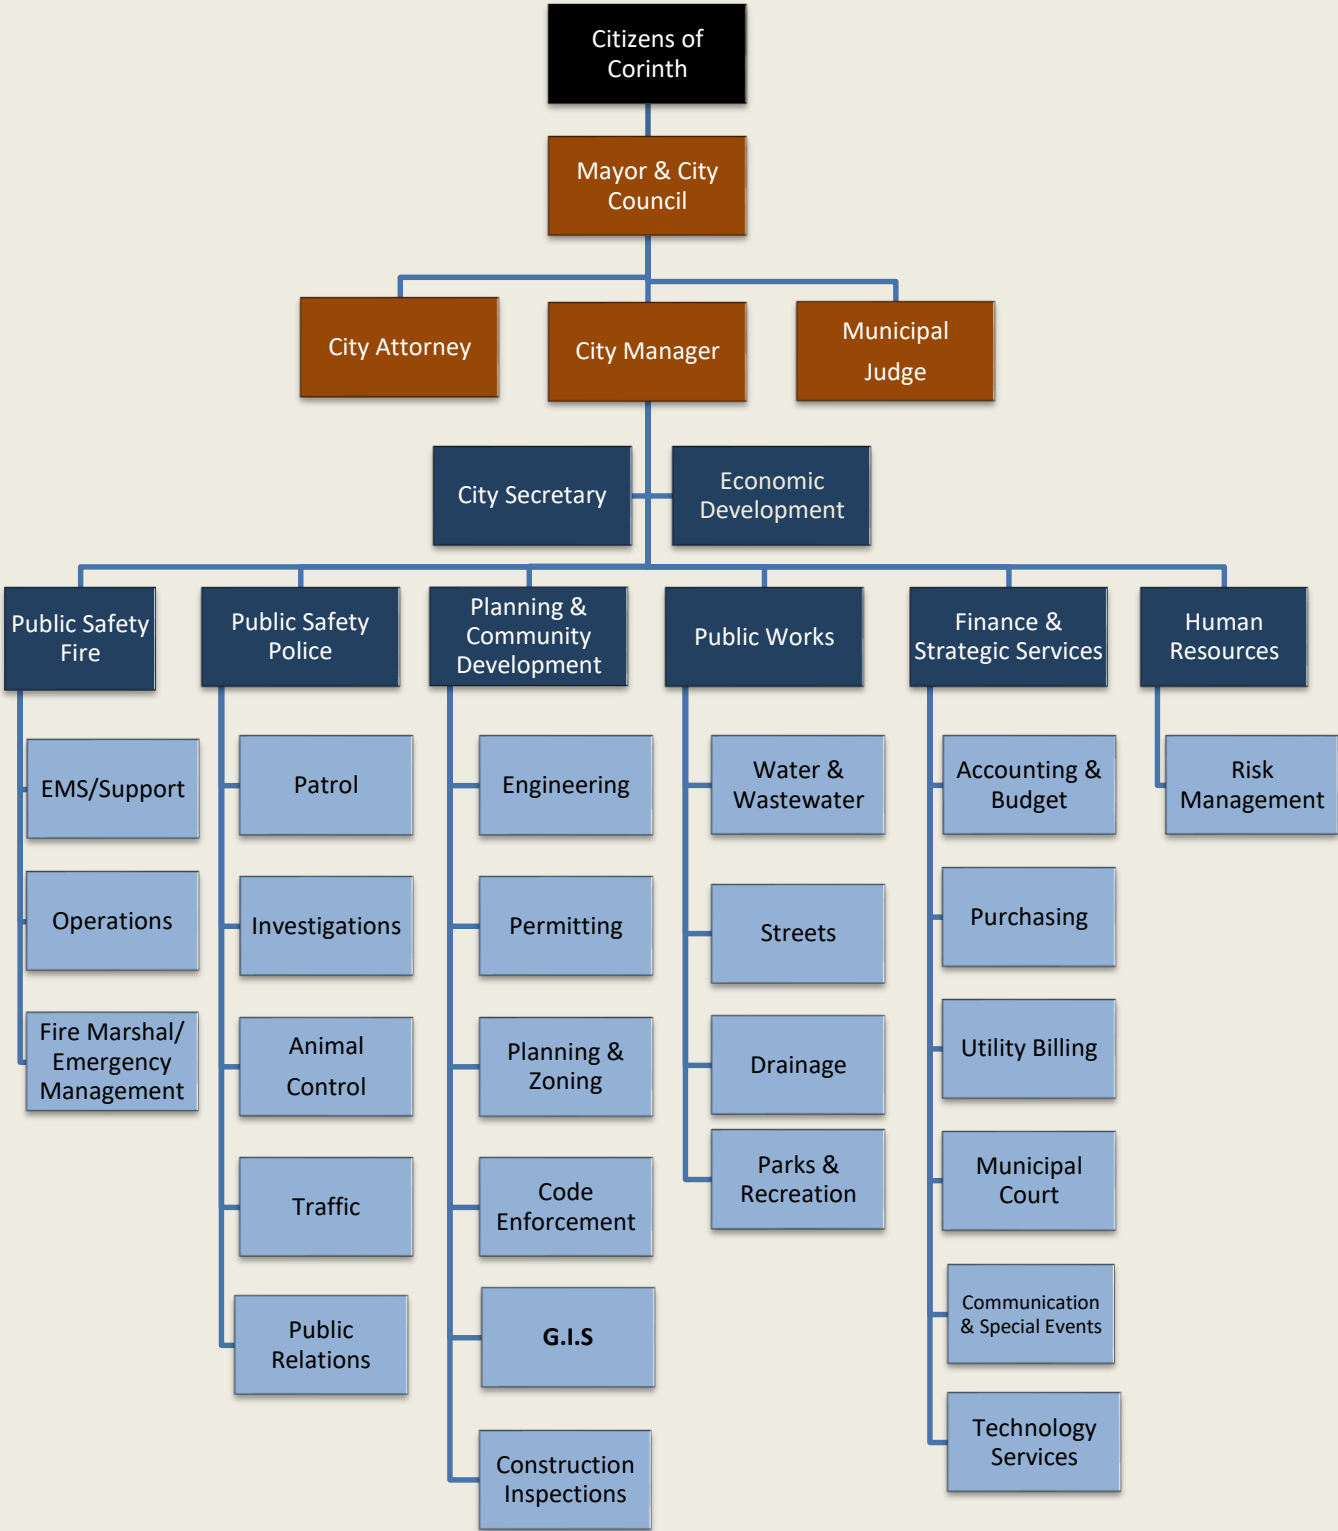 Citizens of
Corinth
Mayor & City
Council
City Attorney
City Manager
Municipal
Judge
City Secretary
Economic
Development
Public Safety
Fire
Public Safety
Police
Planning &
Community
Development
Public Works
Finance &
Strategic Services
Human
Resources
EMS/Support
Operations
Fire Marshal/
Emergency
Management
Patrol
Investigations
Animal
Control
Traffic
Public
Relations
Engineering
Permitting
Planning &
Zoning
Code
Enforcement
G.I.S
Construction
Inspections
Water &
Wastewater
Streets
Drainage
Parks &
Recreation
Accounting &
Budget
Purchasing
Utility Billing
Municipal
Court
Communication
& Special Events
Technology
Services
Risk
Management